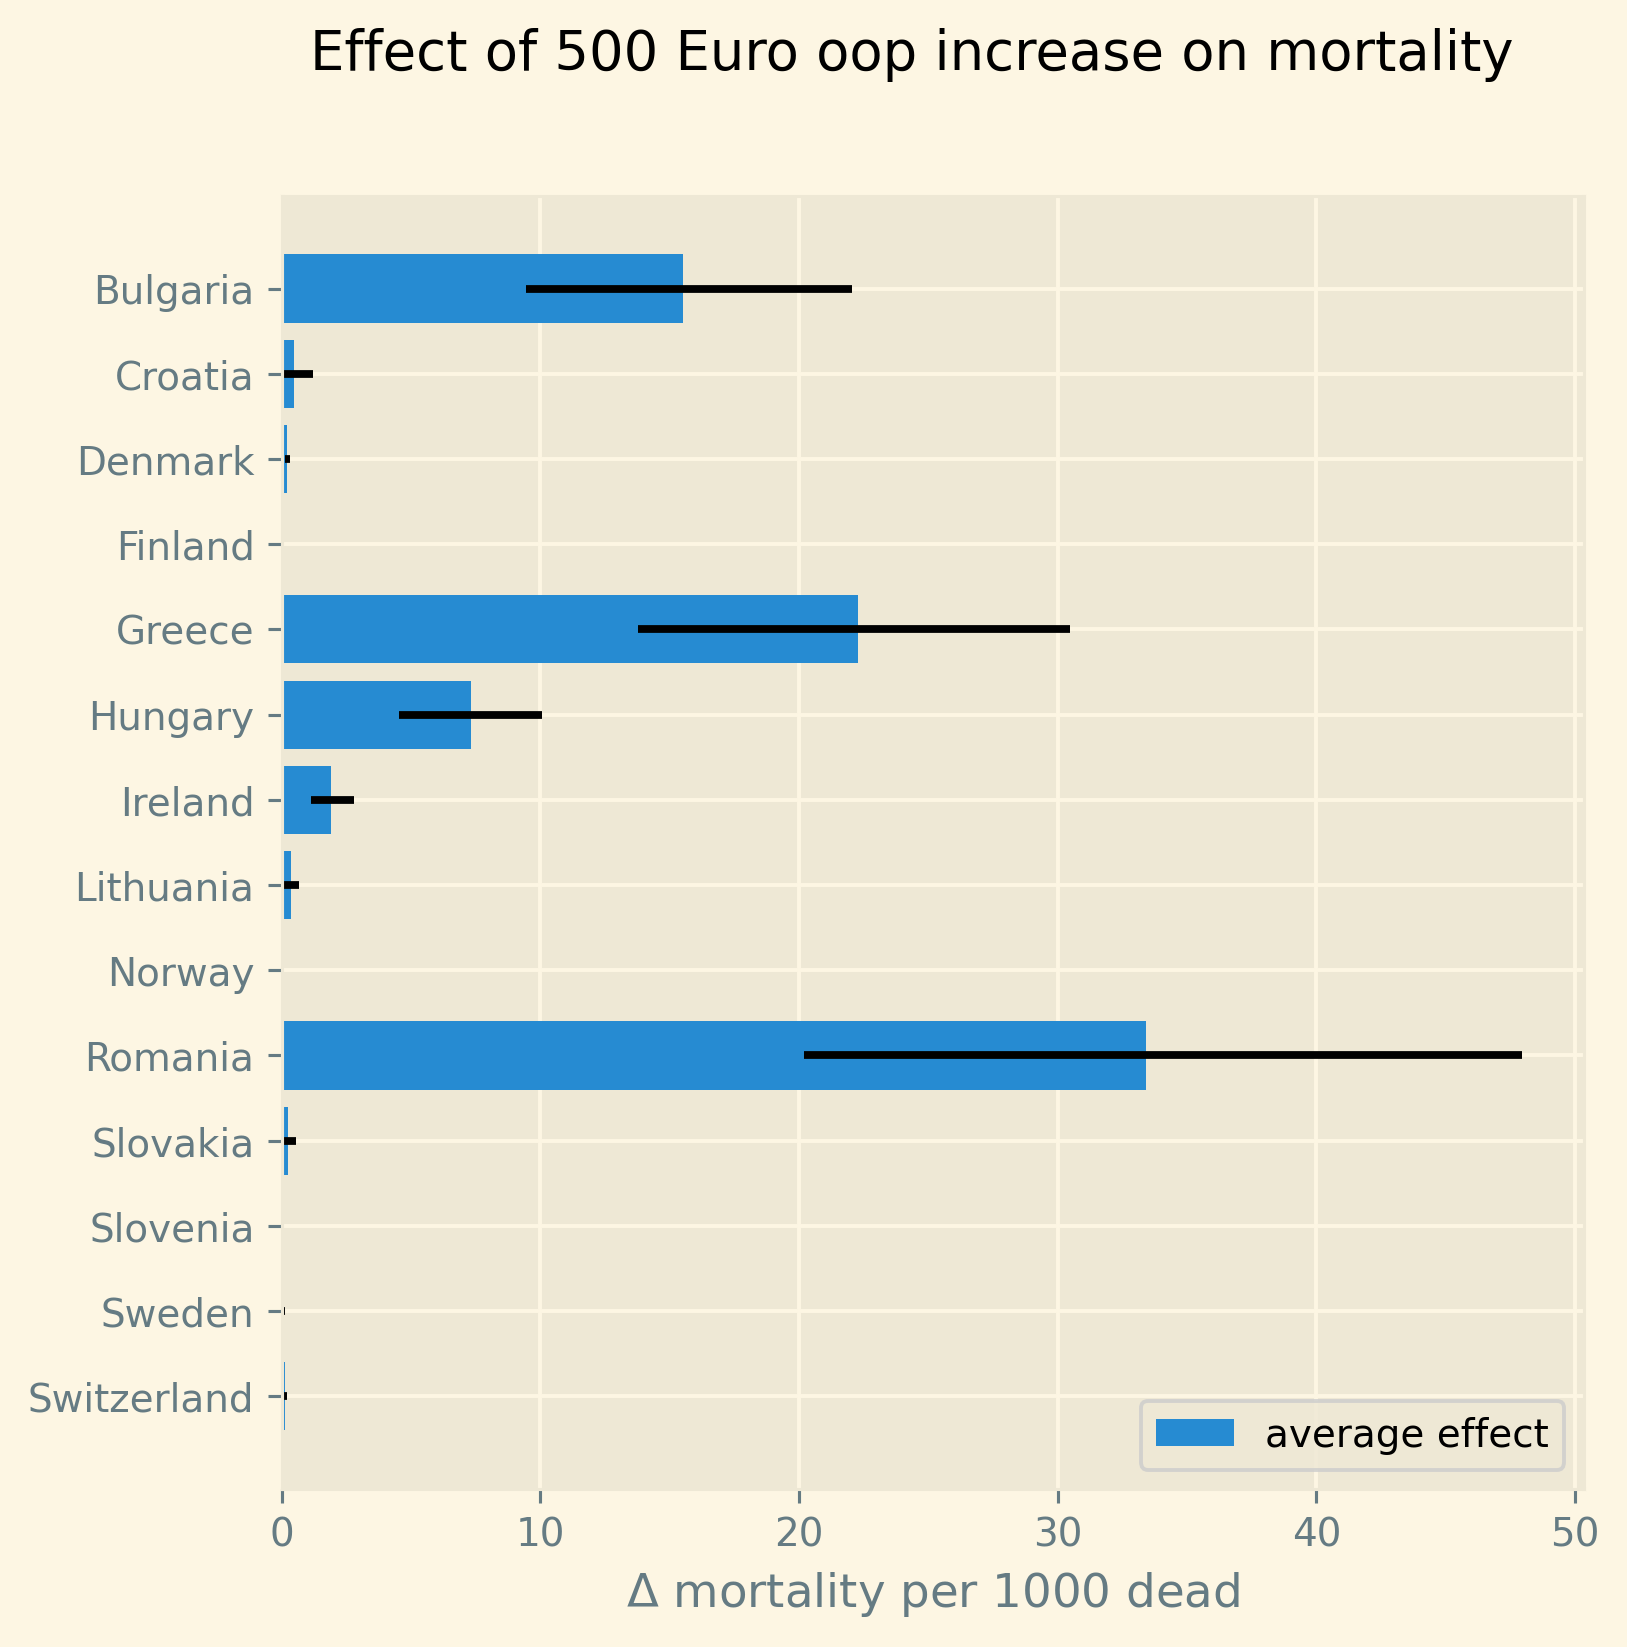 Effect of 500 Euro oop increase on mortality
Bulgaria
Croatia
Denmark
Finland
Greece
Hungary
Ireland
Lithuania
Norway
Romania
Slovakia
Slovenia
Sweden
Switzerland
average effect
0 10 20 30 40 50
Δ mortality per 1000 dead